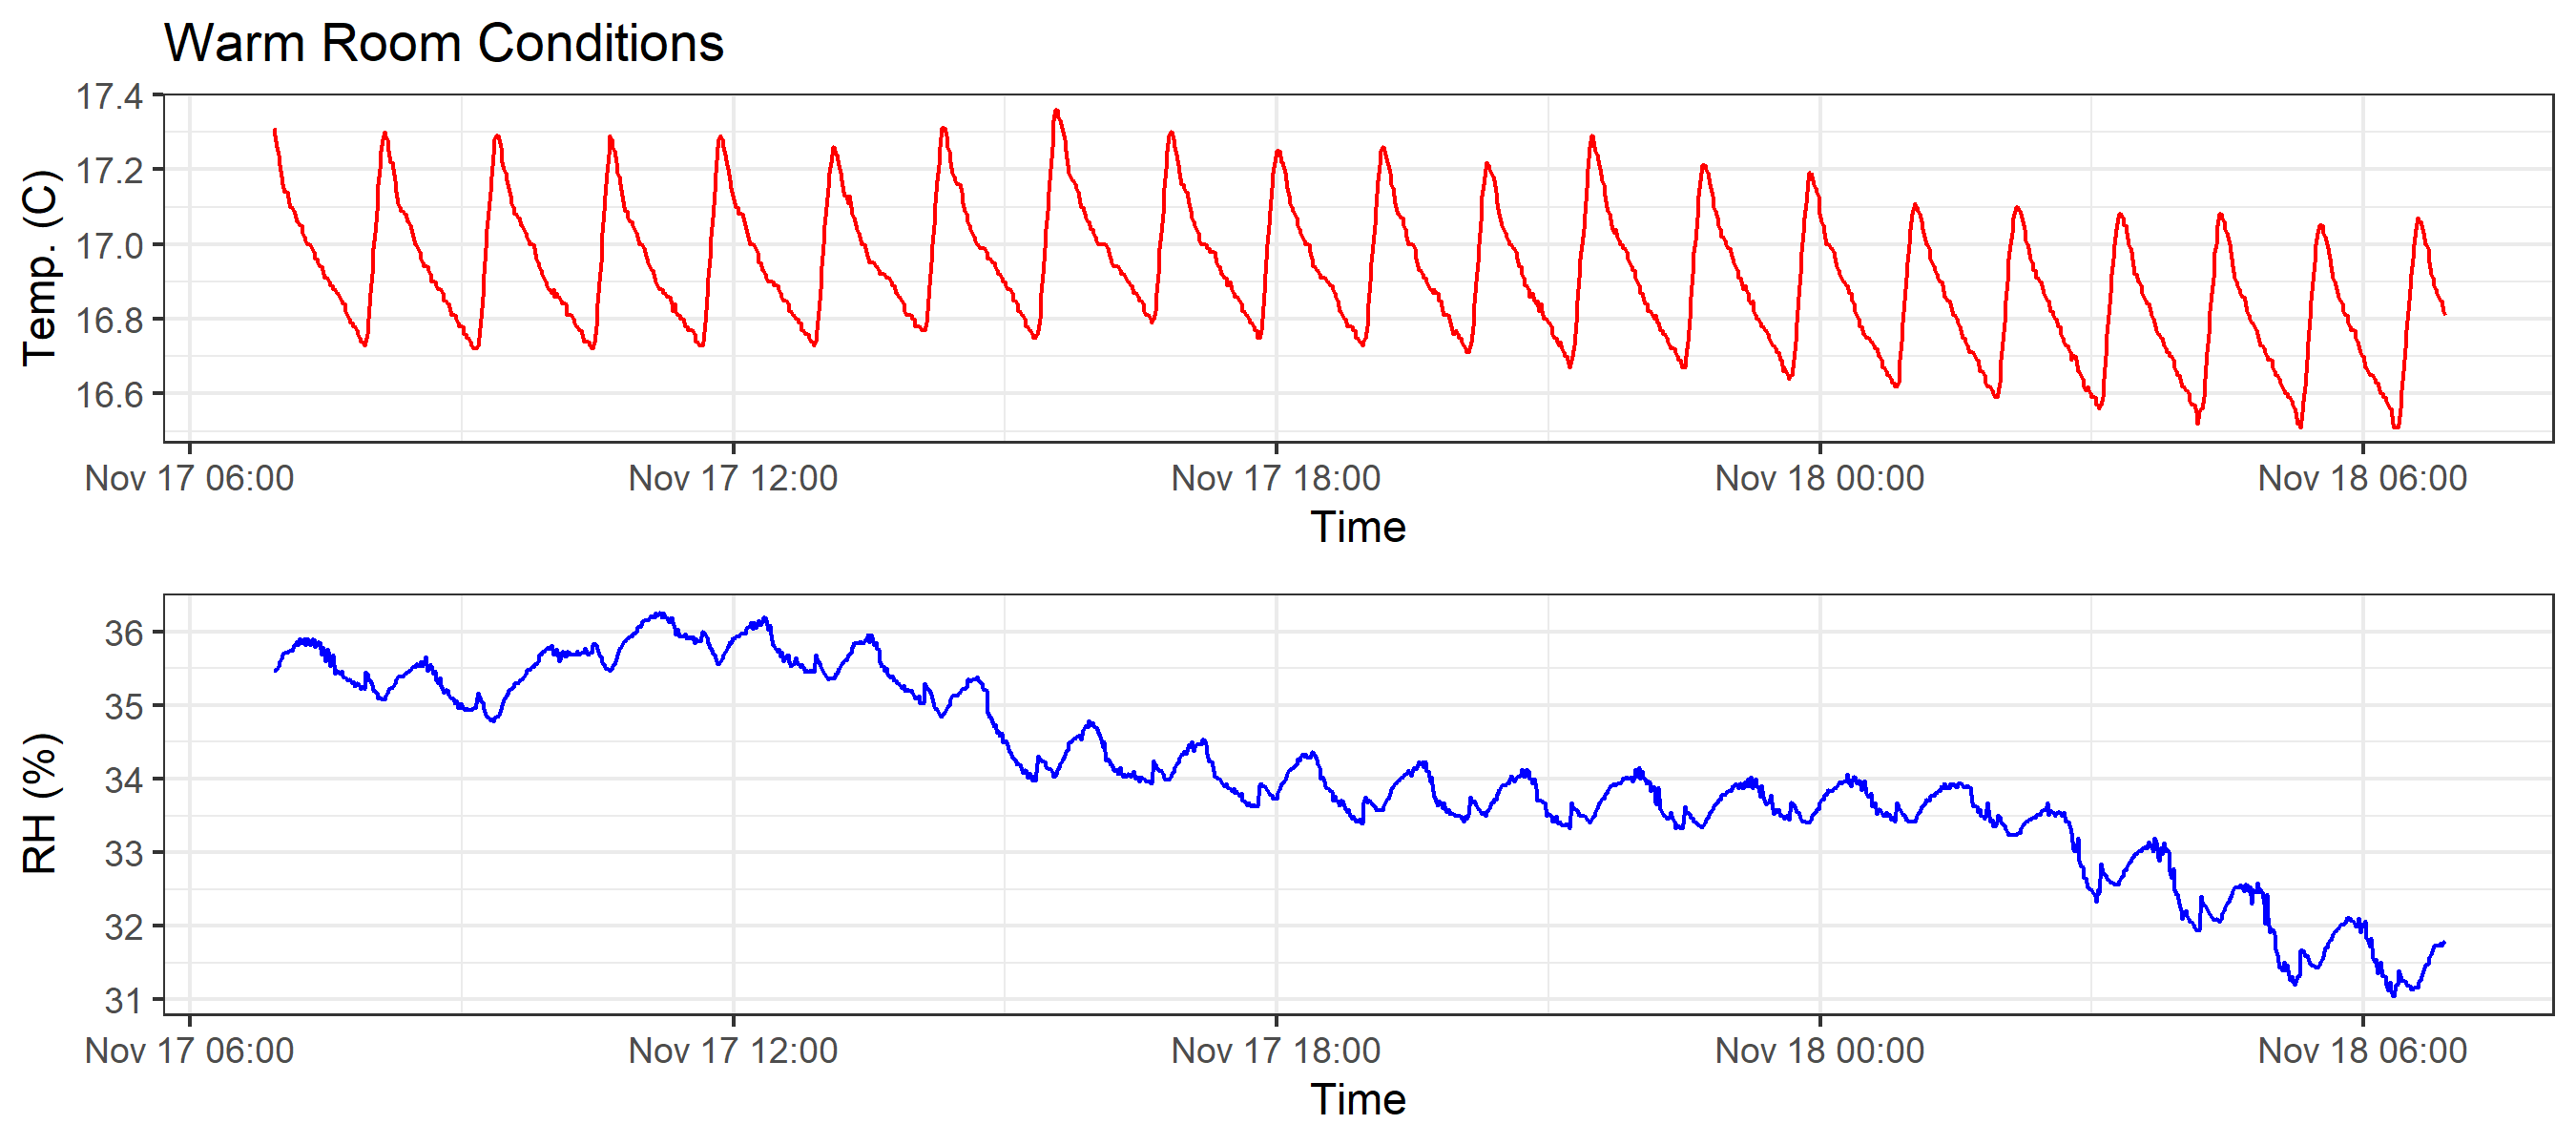 Warm Room Conditions
Temp. (C)
17.4
17.2
17.0
16.8
16.6
Nov 17 06:00 Nov 17 12:00 Nov 17 18:00 Nov 18 00:00 Nov 18 06:00
Time
RH (%)
36
35
34
33
32
31
Nov 17 06:00 Nov 17 12:00 Nov 17 18:00 Nov 18 00:00 Nov 18 06:00
Time